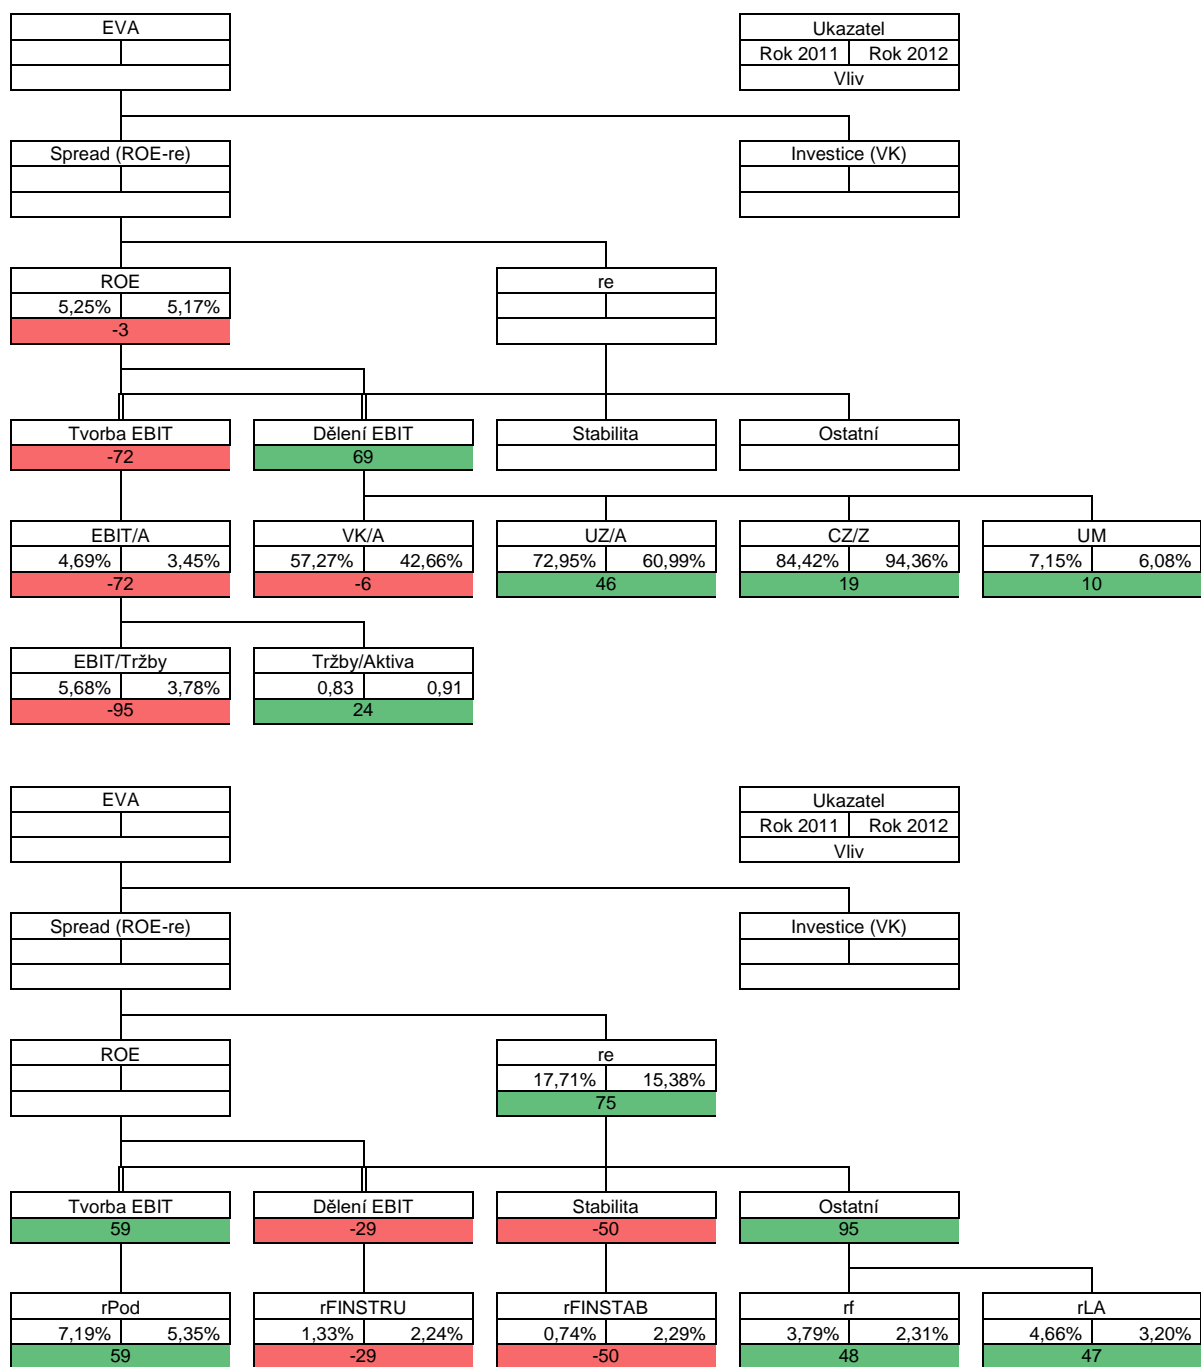 EVA Ukazatel
Rok 2011 Rok 2012
Vliv
Spread (ROE-re) Investice (VK)
ROE re
5,25% 5,17%
-3
Tvorba EBIT Dělení EBIT Stabilita Ostatní
-72 69
EBIT/A VK/A UZ/A CZ/Z UM
4,69% 3,45% 57,27% 42,66% 72,95% 60,99% 84,42% 94,36% 7,15% 6,08%
-72 -6 46 19 10
EBIT/Tržby Tržby/Aktiva
5,68% 3,78% 0,83 0,91
-95 24
EVA Ukazatel
Rok 2011 Rok 2012
Vliv
Spread (ROE-re) Investice (VK)
ROE re
17,71% 15,38%
75
Tvorba EBIT Dělení EBIT Stabilita Ostatní
59 -29 -50 95
rPod rFINSTRU rFINSTAB rf rLA
7,19% 5,35% 1,33% 2,24% 0,74% 2,29% 3,79% 2,31% 4,66% 3,20%
59 -29 -50 48 47